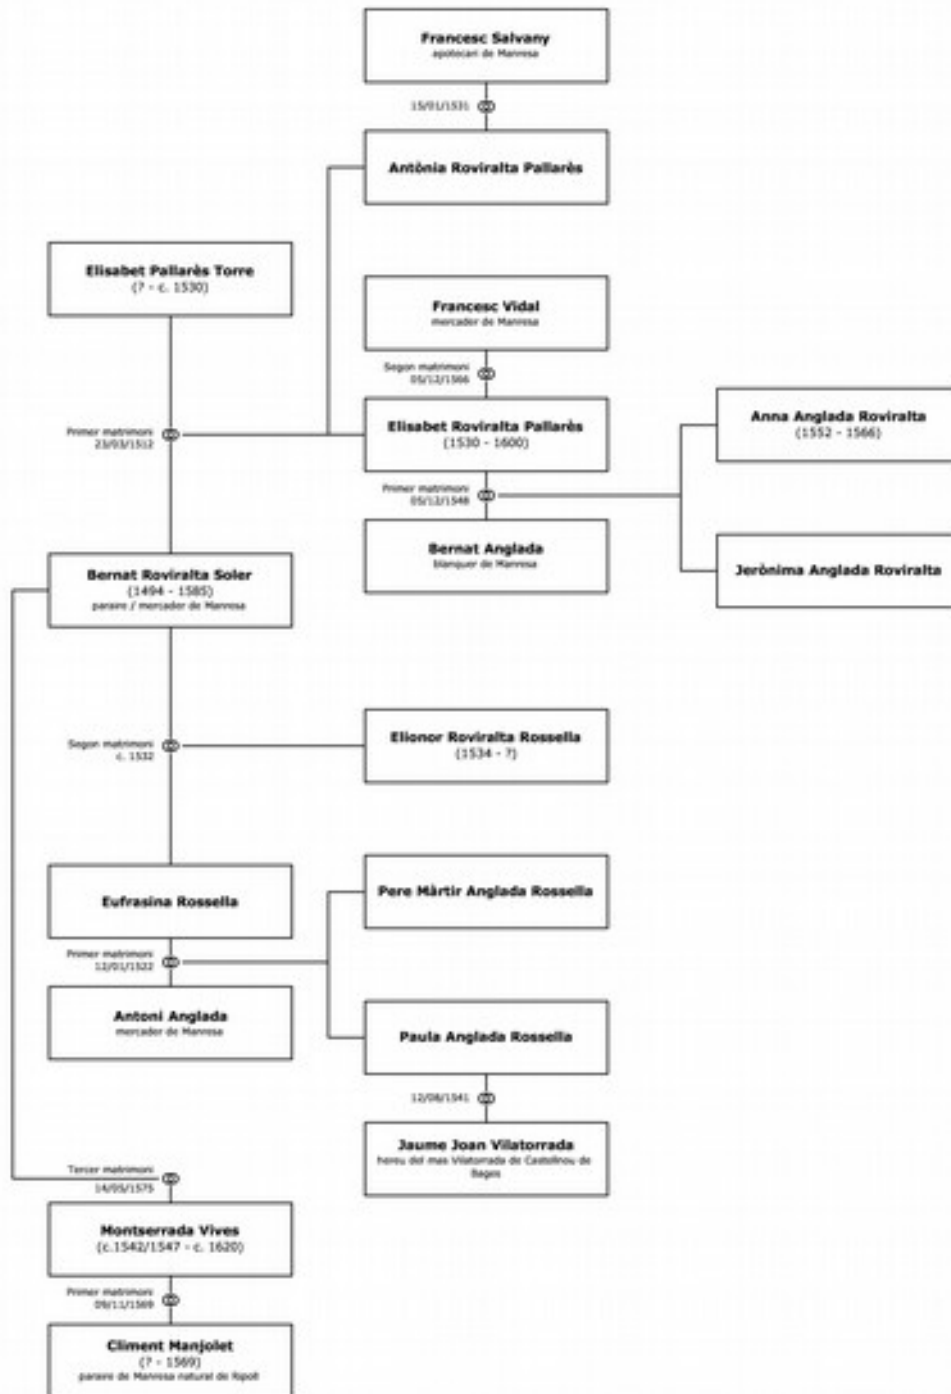 Francesc Salvany
apotecari de Manresa
15/01/1531
Antònia Roviralta Pallarès
Elisabet Pallarès Torre
(? - c. 1530)
Francesc Vidal
mercader de Manresa
Segon matrimoni
05/12/1566
Primer matrimoni
23/03/1512
Elisabet Roviralta Pallarès
(1530 - 1600)
Anna Anglada Roviralta
(1552 - 1566)
Primer matrimoni
05/12/1548
Bernat Anglada
blanquer de Manresa
Jerònima Anglada Roviralta
Bernat Roviralta Soler
(1494 - 1585)
paraire / mercader de Manresa
Segon matrimoni
c. 1532
Elionor Roviralta Rossella
(1534 - ?)
Eufrasina Rossella
Pere Màrtir Anglada Rossella
Primer matrimoni
12/01/1522
Antoni Anglada
mercader de Manresa
Paula Anglada Rossella
12/08/1541
Jaume Joan Vilatorrada
hereu del mas Vilatorrada de Castellnou de
Bages
Tercer matrimoni
14/05/1575
Montserrada Vives
(c.1542/1547 - c. 1620)
Primer matrimoni
09/11/1569
Climent Manjolet
(? - 1569)
paraire de Manresa natural de Ripoll